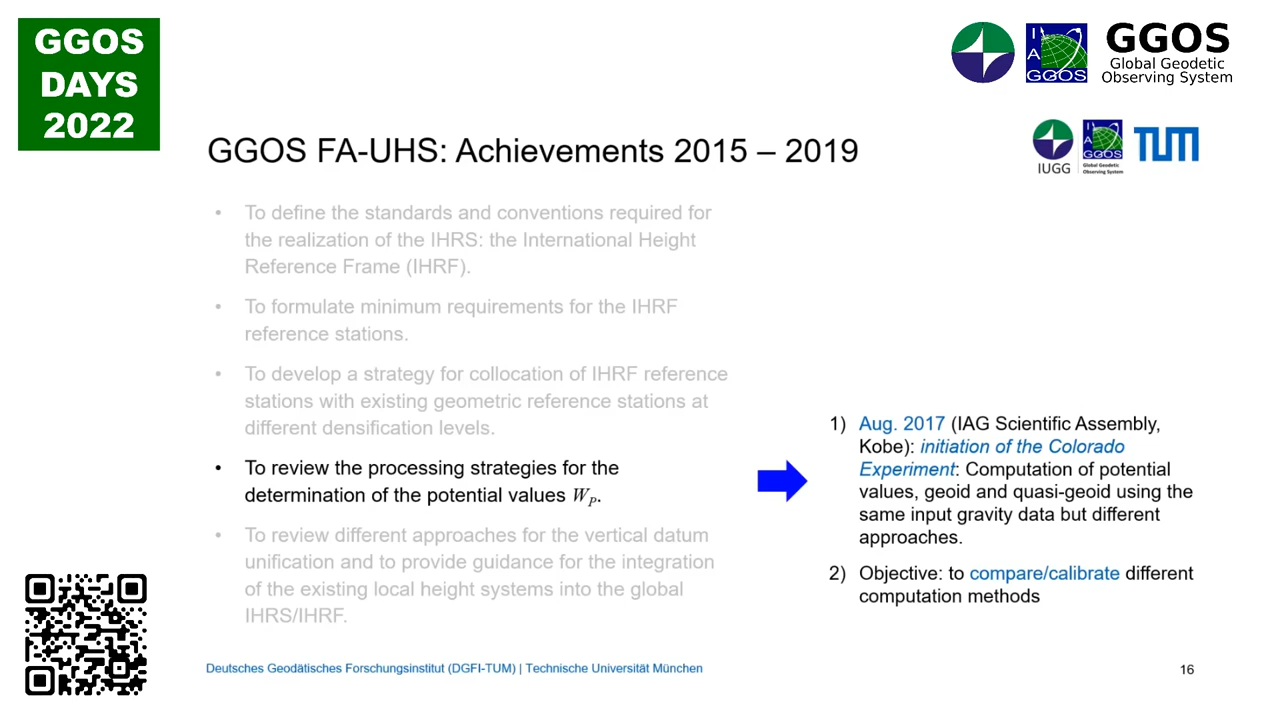 GGOS
DAYS
2022
GGOS
Global Geodetic
Observing System
IAGGGOS
GGOS FA-UHS: Achievements 2015 – 2019
IUGG
IAGGGOS
Global Geodetic
Observing System
TUM
• To define the standards and conventions required for
the realization of the IHRS: the International Height
Reference Frame (IHRF).
• To formulate minimum requirements for the IHRF
reference stations.
• To develop a strategy for collocation of IHRF reference
stations with existing geometric reference stations at
different densification levels.
• To review the processing strategies for the
determination of the potential values W_P.
• To review different approaches for the vertical datum
unification and to provide guidance for the integration
of the existing local height systems into the global
IHRS/IHRF.
1) Aug. 2017 (IAG Scientific Assembly,
Kobe): initiation of the Colorado
Experiment: Computation of potential
values, geoid and quasi-geoid using the
same input gravity data but different
approaches.
2) Objective: to compare/calibrate different
computation methods
Deutsches Geodätisches Forschungsinstitut (DGFI-TUM) | Technische Universität München
16